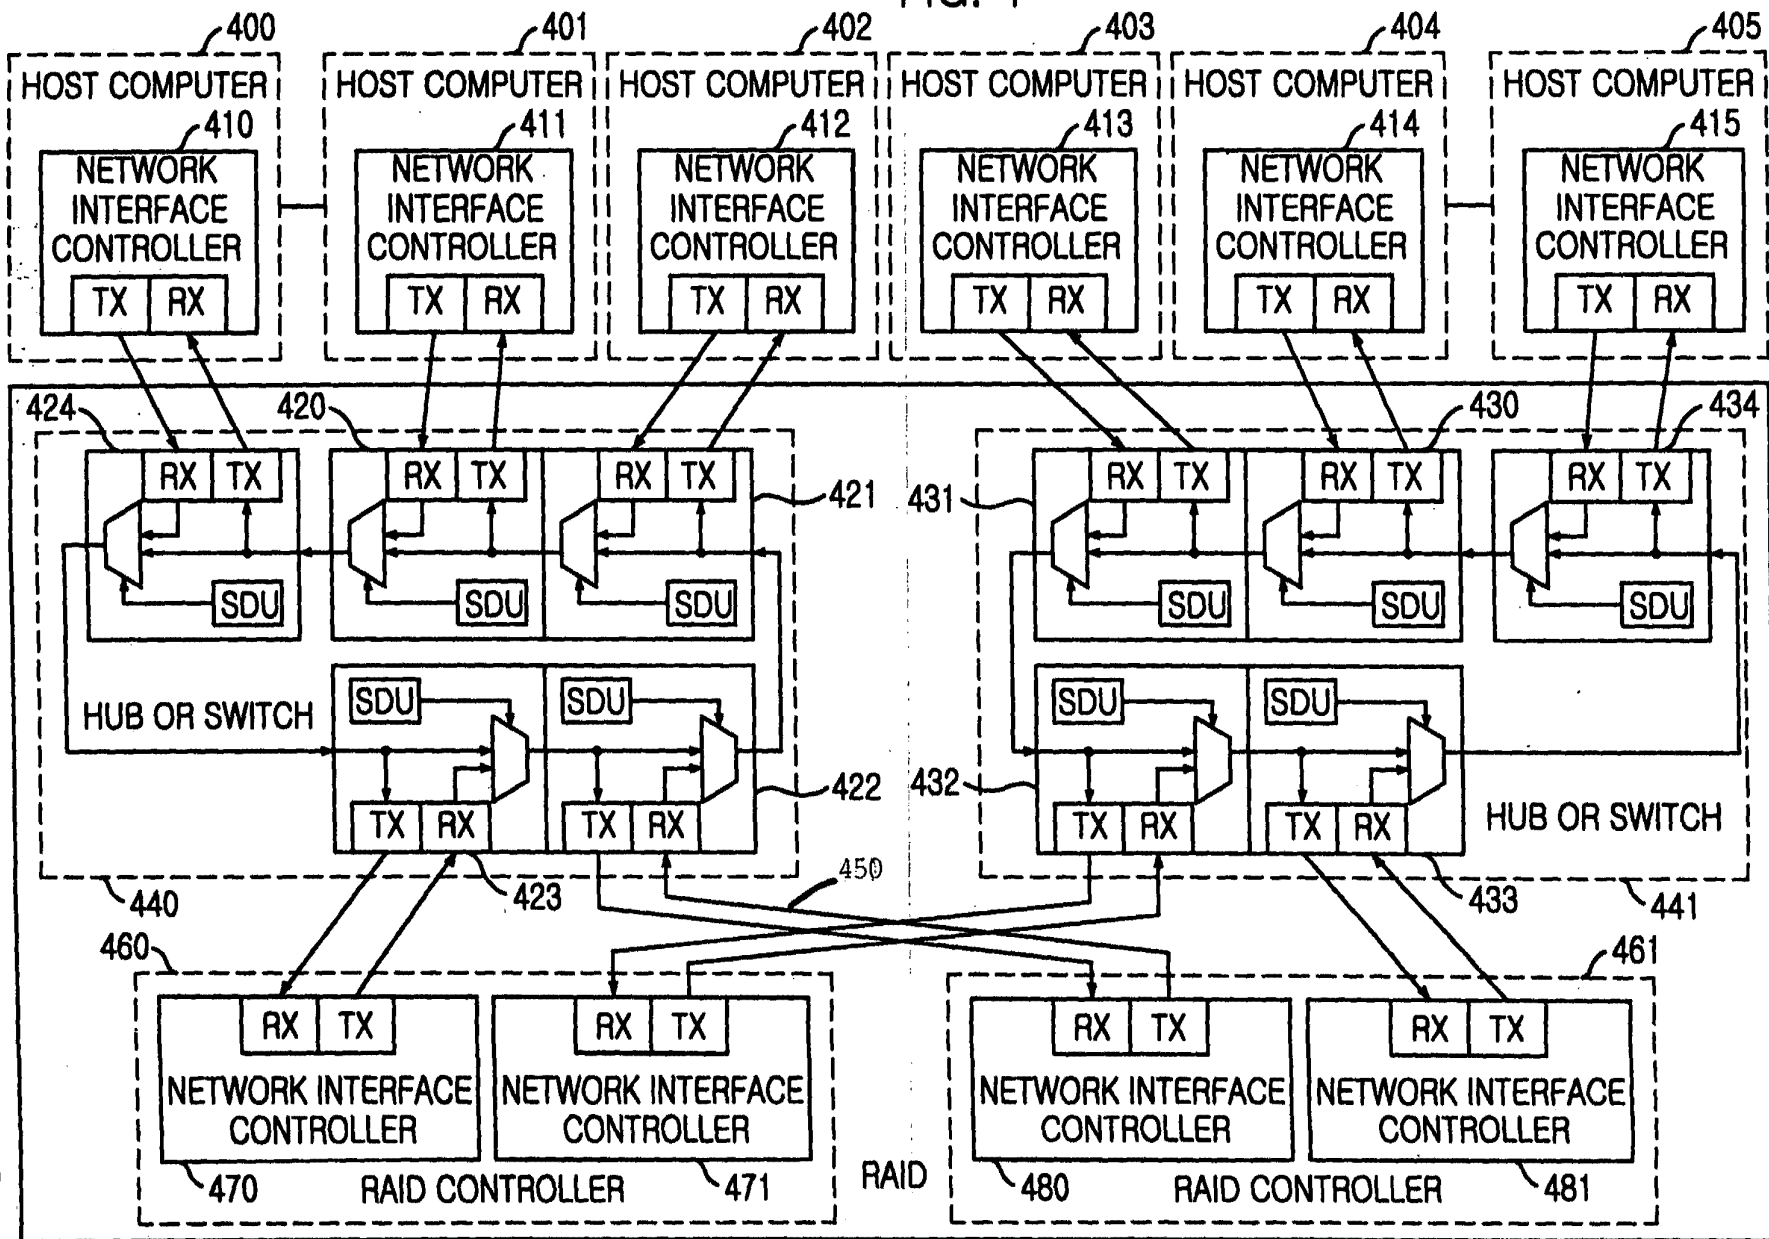 400 401 402 403 404 405
HOST COMPUTER HOST COMPUTER HOST COMPUTER HOST COMPUTER HOST COMPUTER HOST COMPUTER
410 411 412 413 414 415
NETWORK NETWORK NETWORK NETWORK NETWORK NETWORK
INTERFACE INTERFACE INTERFACE INTERFACE INTERFACE INTERFACE
CONTROLLER CONTROLLER CONTROLLER CONTROLLER CONTROLLER CONTROLLER
TX RX TX RX TX RX TX RX TX RX TX RX
424 420 430 434
RX TX RX TX RX TX RX TX RX TX RX TX
421 431
SDU SDU SDU SDU SDU SDU
SDU SDU SDU SDU
HUB OR SWITCH
422 432
TX RX TX RX TX RX TX RX
HUB OR SWITCH
440 423 450 433 441
460 461
RX TX RX TX RX TX RX TX
NETWORK INTERFACE NETWORK INTERFACE NETWORK INTERFACE NETWORK INTERFACE
CONTROLLER CONTROLLER CONTROLLER CONTROLLER
470 RAID CONTROLLER 471 RAID 480 RAID CONTROLLER 481